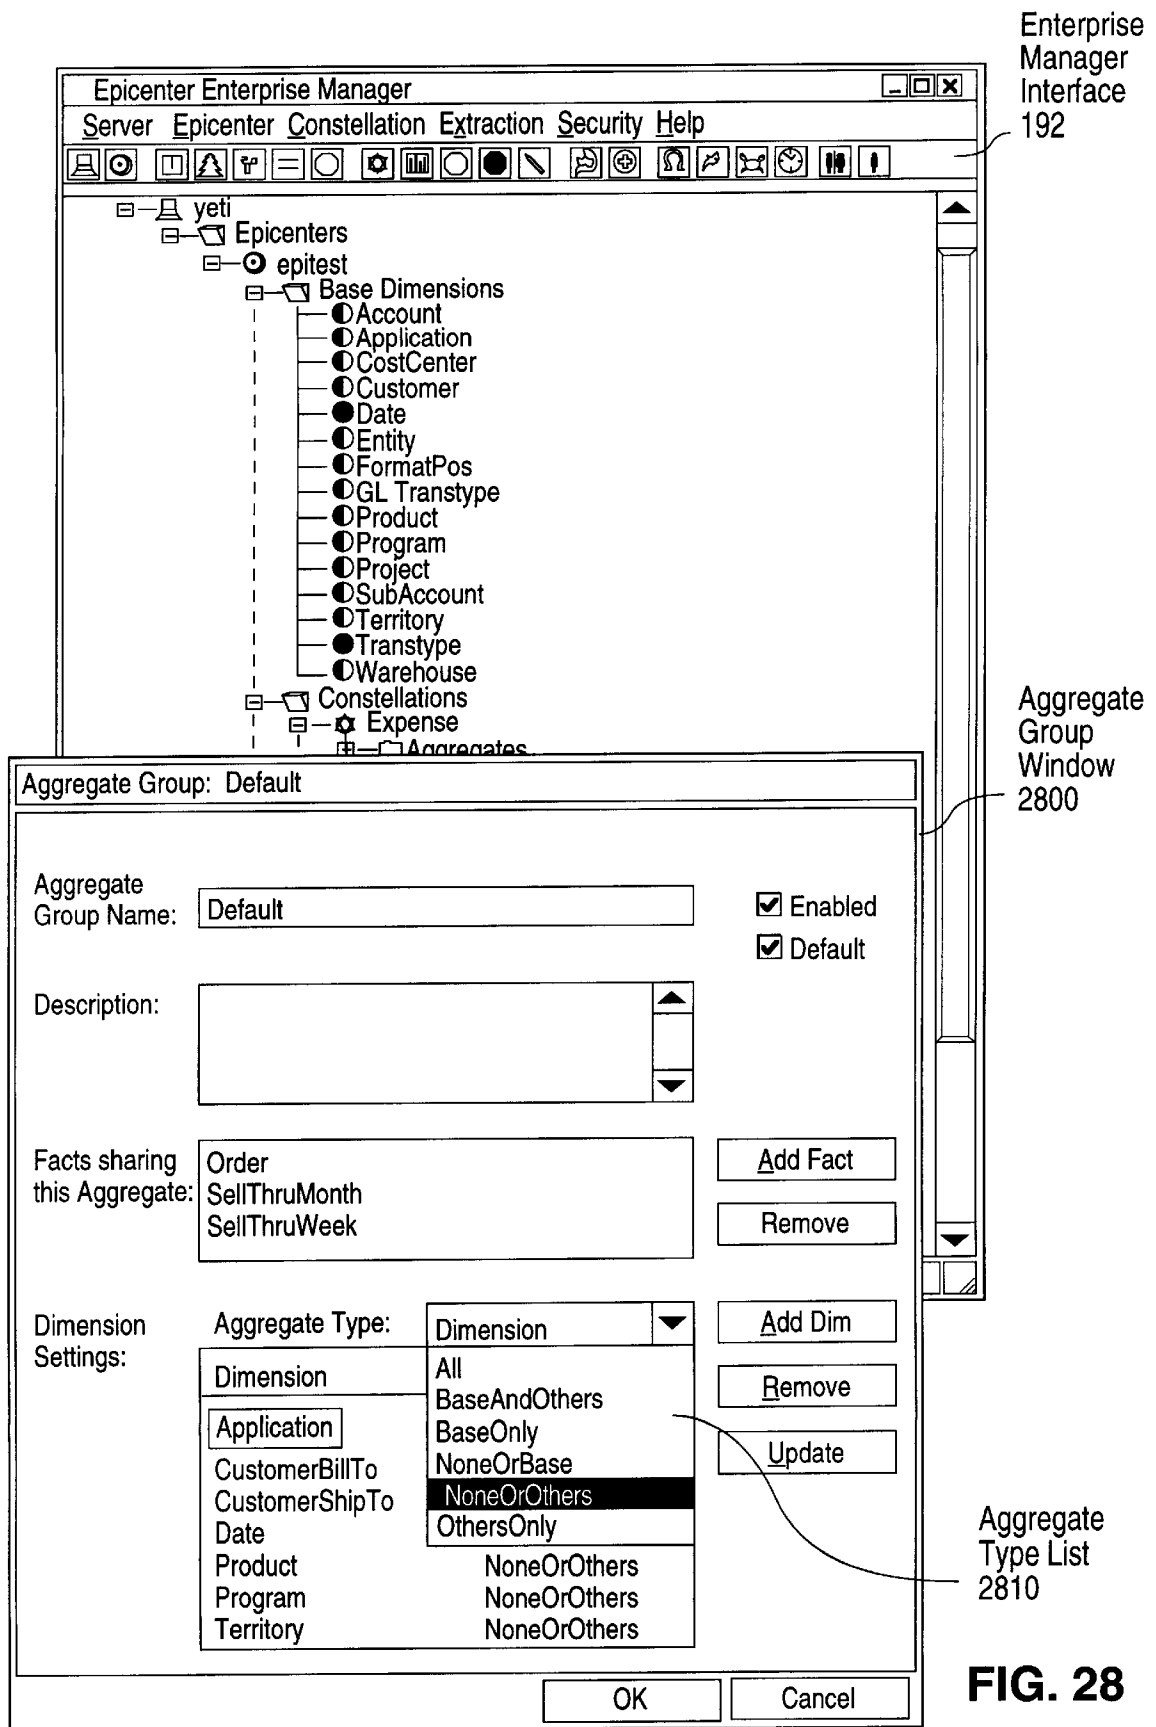 Enterprise
Manager
Interface
192
Epicenter Enterprise Manager
Server Epicenter Constellation Extraction Security Help
yeti
Epicenters
epitest
Base Dimensions
Account
Application
CostCenter
Customer
Date
Entity
FormatPos
GL Transtype
Product
Program
Project
SubAccount
Territory
Transtype
Warehouse
Constellations
Expense
Aggregates
Aggregate
Group
Window
2800
Aggregate Group: Default
Aggregate
Group Name:
Default
Enabled
Default
Description:
Facts sharing
this Aggregate:
Order
SellThruMonth
SellThruWeek
Add Fact
Remove
Dimension
Settings:
Aggregate Type:
Dimension
All
BaseAndOthers
BaseOnly
NoneOrBase
NoneOrOthers
OthersOnly
Add Dim
Remove
Update
Dimension
Application
CustomerBillTo
CustomerShipTo
Date
Product NoneOrOthers
Program NoneOrOthers
Territory NoneOrOthers
Aggregate
Type List
2810
OK
Cancel
FIG. 28